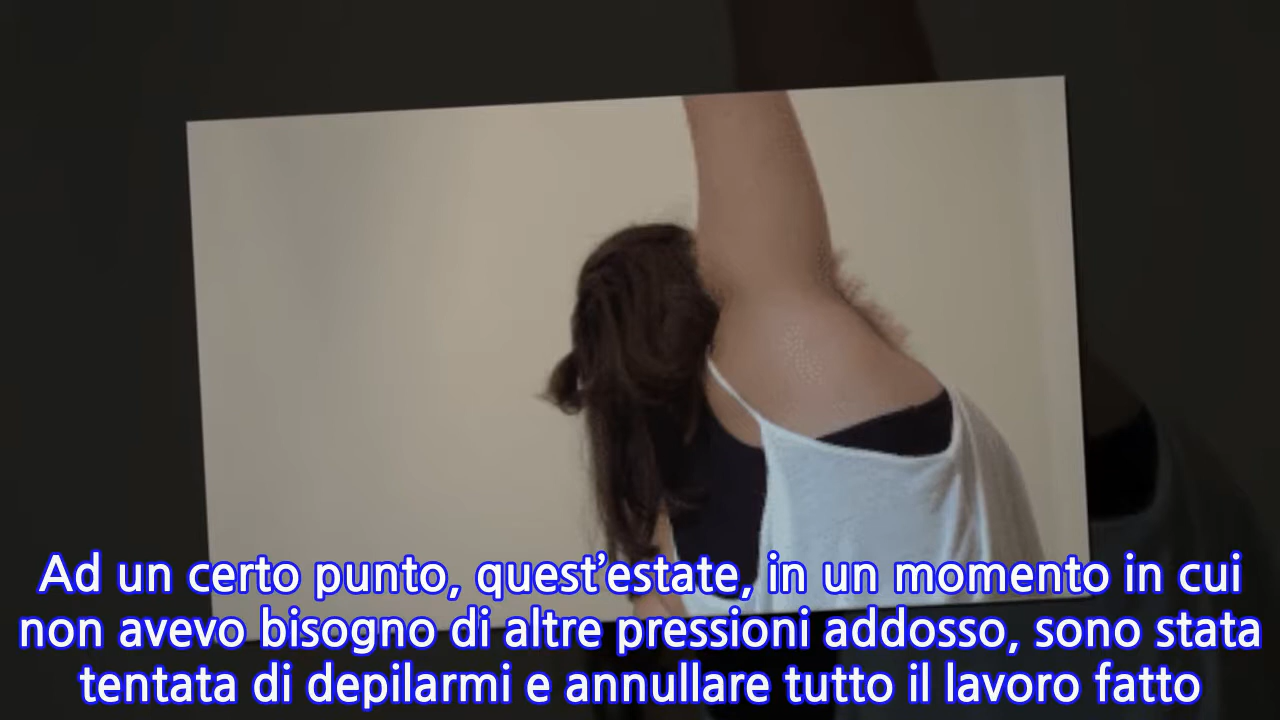 Ad un certo punto, quest'estate, in un momento in cui
non avevo bisogno di altre pressioni addosso, sono stata
tentata di depilarmi e annullare tutto il lavoro fatto